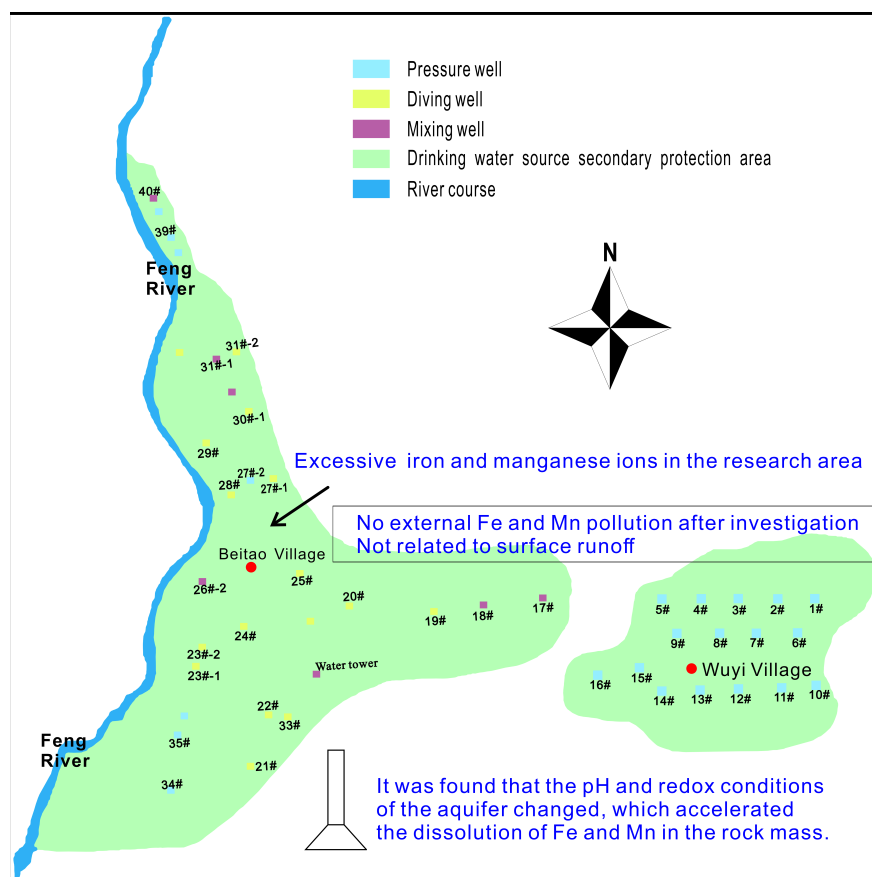 Pressure well
Diving well
Mixing well
Drinking water source secondary protection area
River course
N
40#
39#
Feng
River
31#-2
31#-1
30#-1
29#
27#-2
28#
27#-1
Excessive iron and manganese ions in the research area
No external Fe and Mn pollution after investigation
Not related to surface runoff
Beitao Village
25#
26#-2
20#
19#
18#
17#
24#
23#-2
23#-1
Water tower
22#
33#
35#
21#
34#
Feng
River
5#
4#
3#
2#
1#
9#
8#
7#
6#
Wuyi Village
16#
15#
14#
13#
12#
11#
10#
It was found that the pH and redox conditions
of the aquifer changed, which accelerated
the dissolution of Fe and Mn in the rock mass.